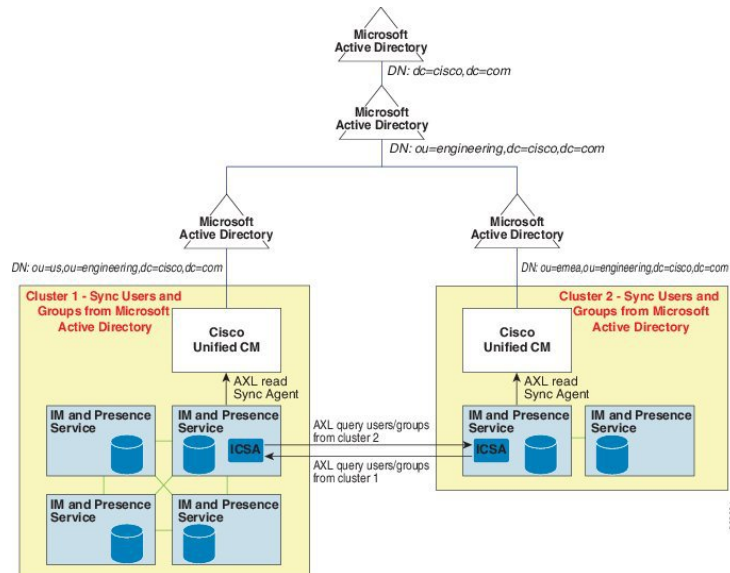 Microsoft
Active Directory
DN: dc=cisco,dc=com
Microsoft
Active Directory
DN: ou=engineering,dc=cisco,dc=com
Microsoft
Active Directory
Microsoft
Active Directory
DN: ou=us,ou=engineering,dc=cisco,dc=com
DN: ou=emea,ou=engineering,dc=cisco,dc=com
Cluster 1 - Sync Users and
Groups from Microsoft
Active Directory
Cisco
Unified CM
AXL read
Sync Agent
IM and Presence
Service
IM and Presence
Service
ICSA
IM and Presence
Service
IM and Presence
Service
AXL query users/groups
from cluster 2
AXL query users/groups
from cluster 1
Cluster 2 - Sync Users and
Groups from Microsoft
Active Directory
Cisco
Unified CM
AXL read
Sync Agent
IM and Presence
Service
ICSA
IM and Presence
Service